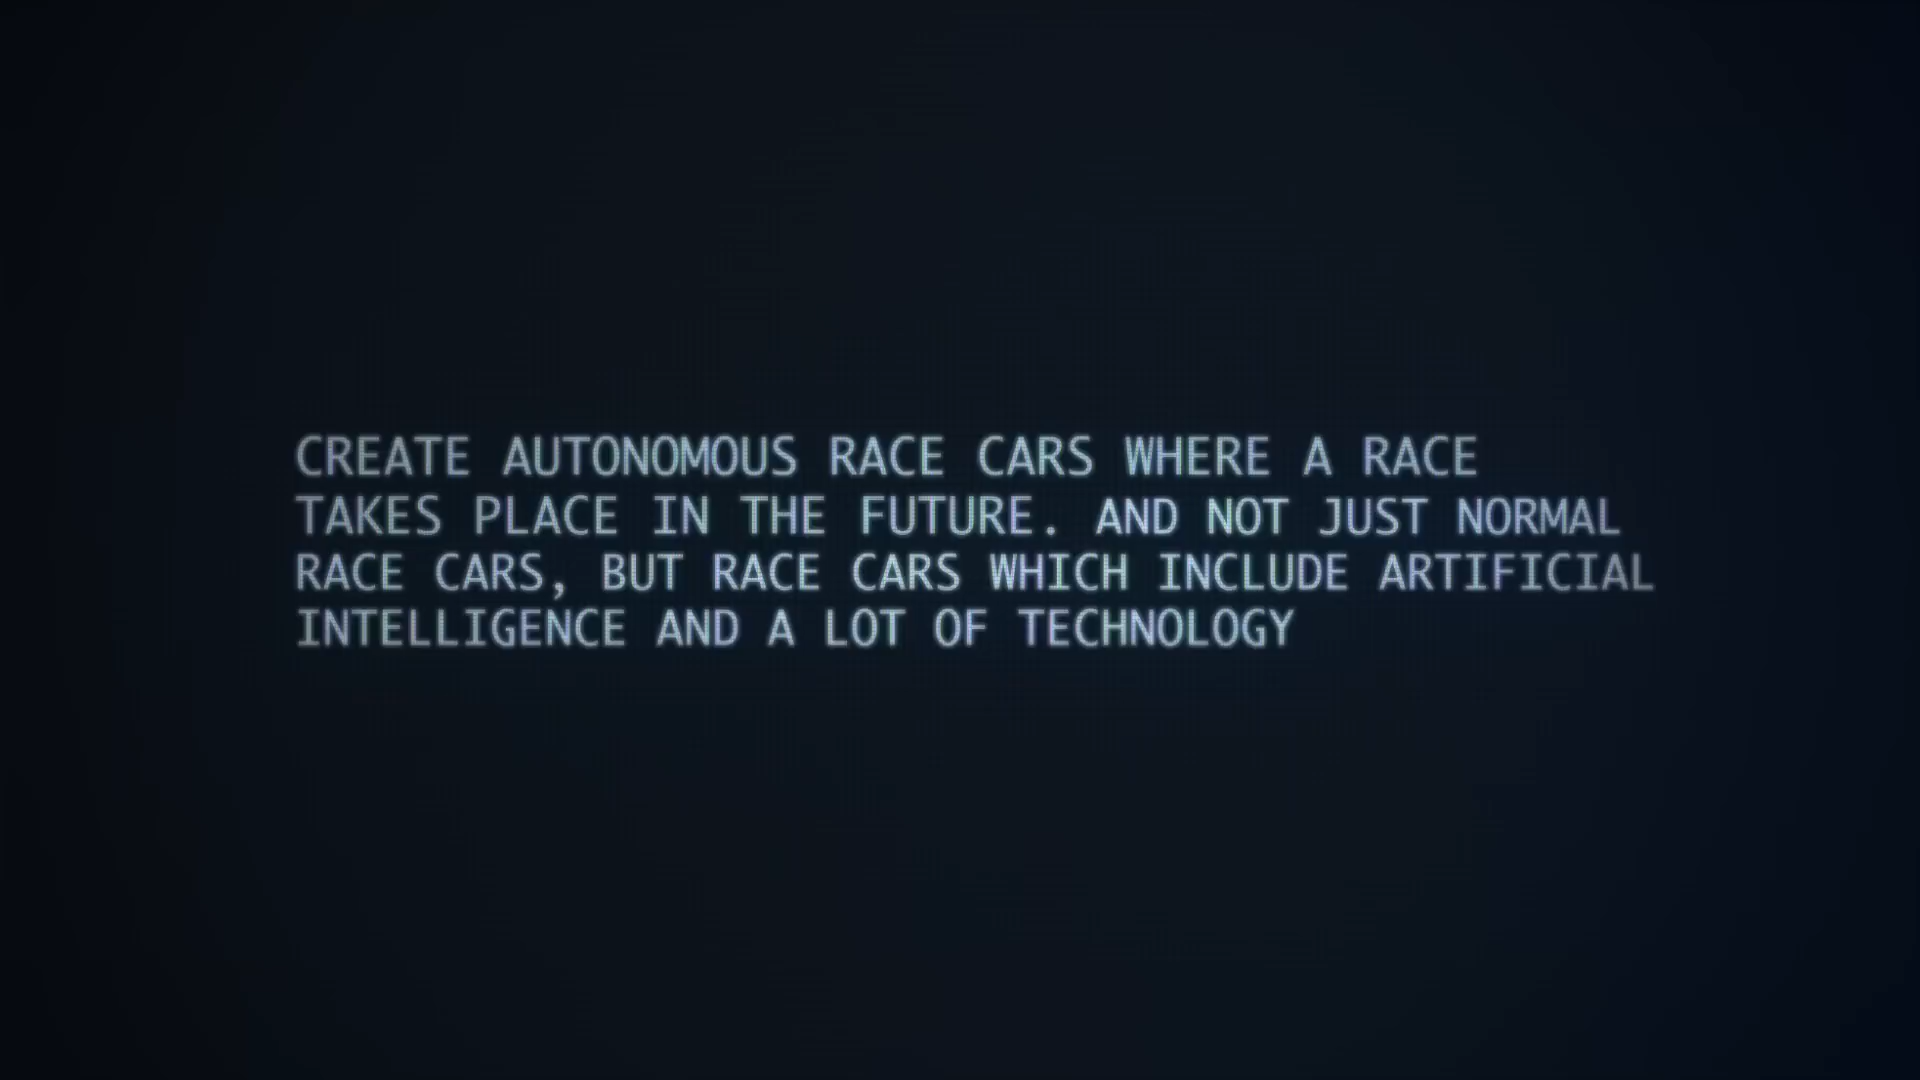 CREATE AUTONOMOUS RACE CARS WHERE A RACE
TAKES PLACE IN THE FUTURE. AND NOT JUST NORMAL
RACE CARS, BUT RACE CARS WHICH INCLUDE ARTIFICIAL
INTELLIGENCE AND A LOT OF TECHNOLOGY